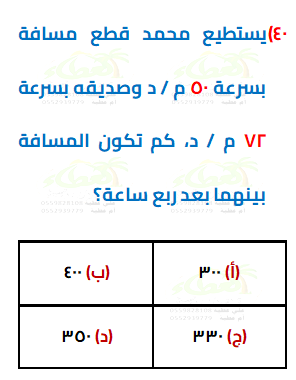 ٤٠)يستطيع محمد قطع مسافة
بسرعة ٥٠ م / د وصديقه بسرعة
٧٢ م / د، كم تكون المسافة
بينهما بعد ربع ساعة؟
(أ) ٣٠٠ (ب) ٤٠٠
(ج) ٣٣٠ (د) ٣٥٠